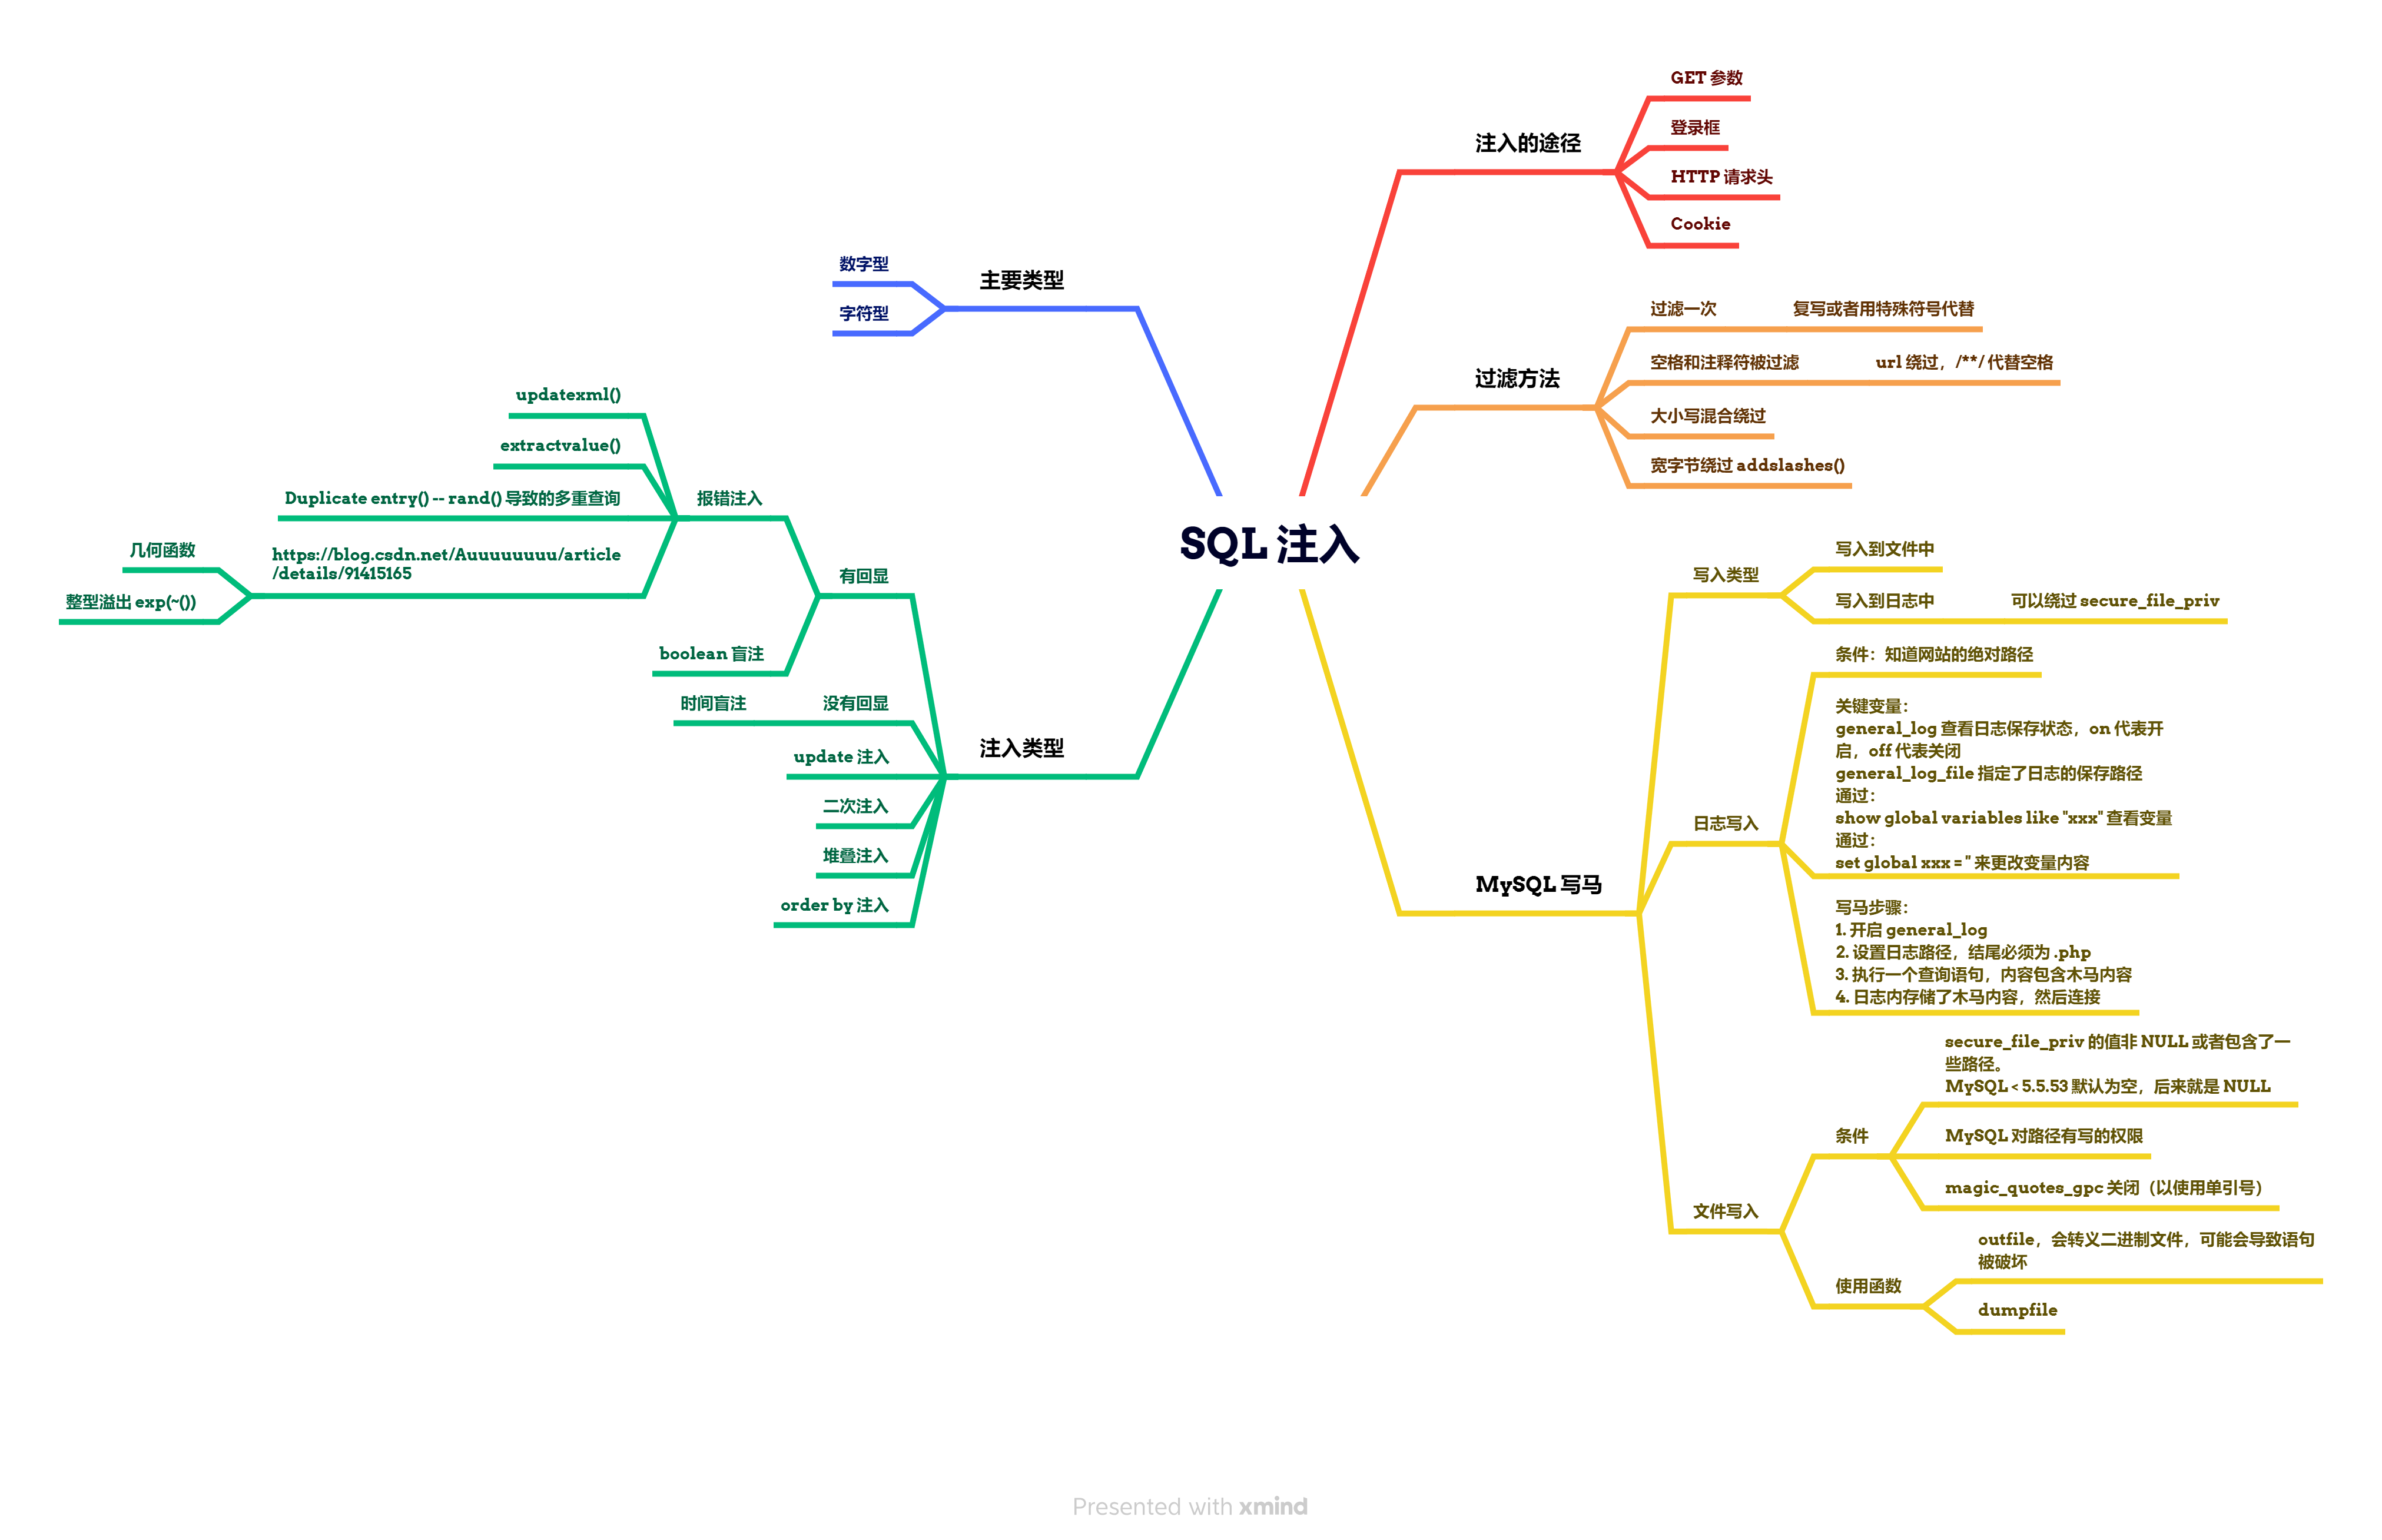 SQL 注入
注入的途径
GET 参数
登录框
HTTP 请求头
Cookie
过滤方法
过滤一次
复写或者用特殊符号代替
空格和注释符被过滤
url 绕过，/**/ 代替空格
大小写混合绕过
宽字节绕过 addslashes()
MySQL 写马
写入类型
写入到文件中
写入到日志中
可以绕过 secure_file_priv
日志写入
条件：知道网站的绝对路径
关键变量：
general_log 查看日志保存状态，on 代表开
启，off 代表关闭
general_log_file 指定了日志的保存路径
通过：
show global variables like "xxx" 查看变量
通过：
set global xxx = '' 来更改变量内容
写马步骤：
1. 开启 general_log
2. 设置日志路径，结尾必须为 .php
3. 执行一个查询语句，内容包含木马内容
4. 日志内存储了木马内容，然后连接
文件写入
条件
secure_file_priv 的值非 NULL 或者包含了一
些路径。
MySQL < 5.5.53 默认为空，后来就是 NULL
MySQL 对路径有写的权限
magic_quotes_gpc 关闭（以使用单引号）
使用函数
outfile，会转义二进制文件，可能会导致语句
被破坏
dumpfile
主要类型
数字型
字符型
注入类型
有回显
报错注入
updatexml()
extractvalue()
Duplicate entry() -- rand() 导致的多重查询
https://blog.csdn.net/Auuuuuuuu/article
/details/91415165
几何函数
整型溢出 exp(~())
boolean 盲注
没有回显
时间盲注
update 注入
二次注入
堆叠注入
order by 注入
Presented with xmind